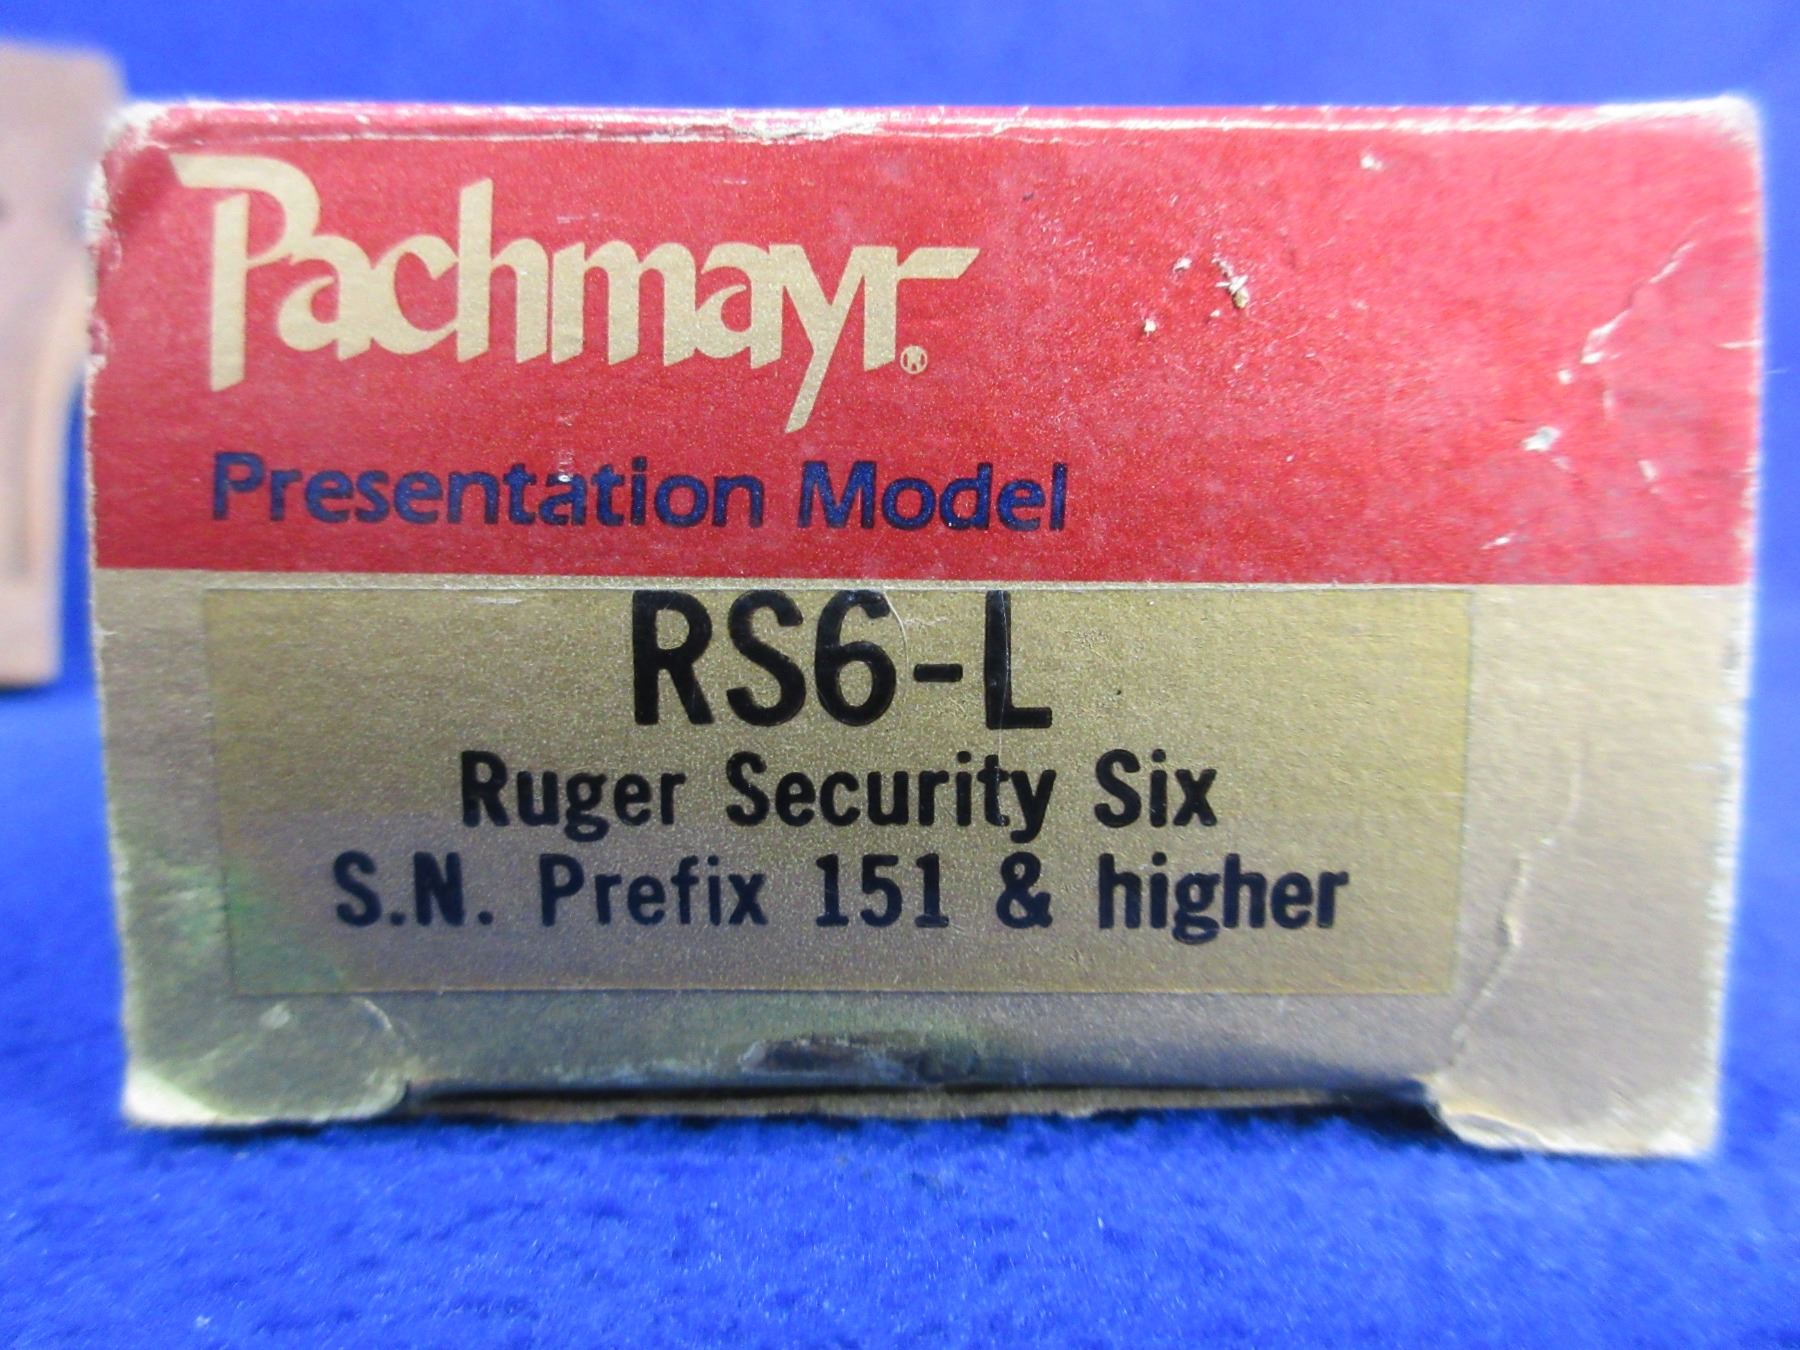 Pachmayr®
Presentation Model
RS6-L
Ruger Security Six
S.N. Prefix 151 & higher